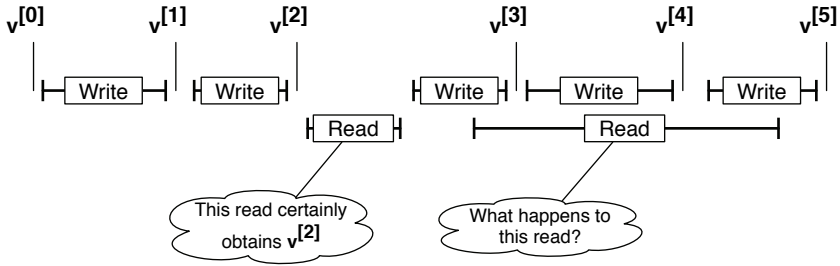 v[0] v[1] v[2] v[3] v[4] v[5]
Write Write Write Write Write
Read Read
This read certainly
obtains v[2]
What happens to
this read?